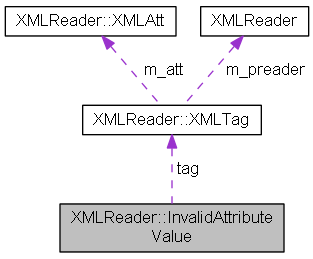 XMLReader::XMLAtt
XMLReader
m_att
m_preader
XMLReader::XMLTag
tag
XMLReader::InvalidAttribute
Value